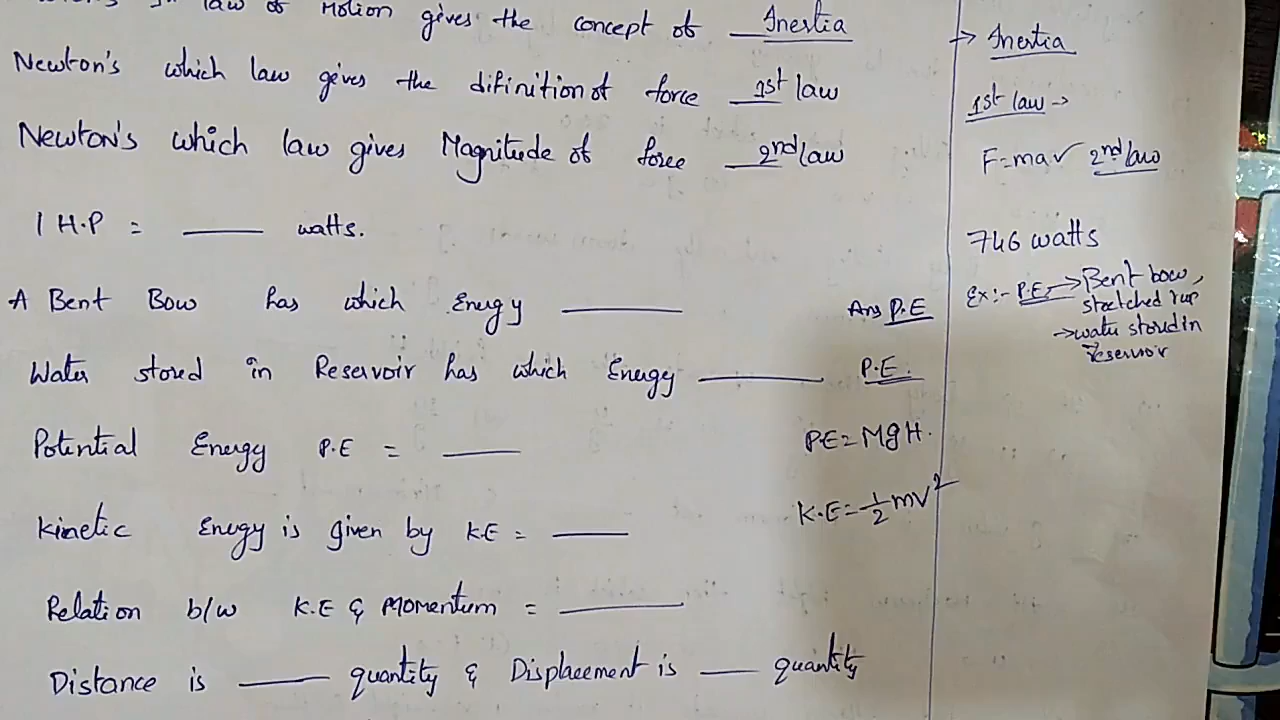 law of Motion gives the concept of Inertia
→ Inertia
Newton's which law gives the difinition of force 1st law
1st law →
Newton's which law gives Magnitude of force 2nd law
F=ma✓ 2nd law
1 H.P = ____ watts.
746 watts
A Bent Bow has which Energy ____ Ans P.E
Ex:- P.E → Bent bow,
stretched
→ water stored in
reservoir
Water stored in Reservoir has which Energy ____ P.E.
Potential Energy P.E = ____ PE=MgH.
Kinetic Energy is given by K.E = ____ K.E=½mv²
Relation b/w K.E & Momentum = ____
Distance is ____ quantity & Displacement is ____ quantity